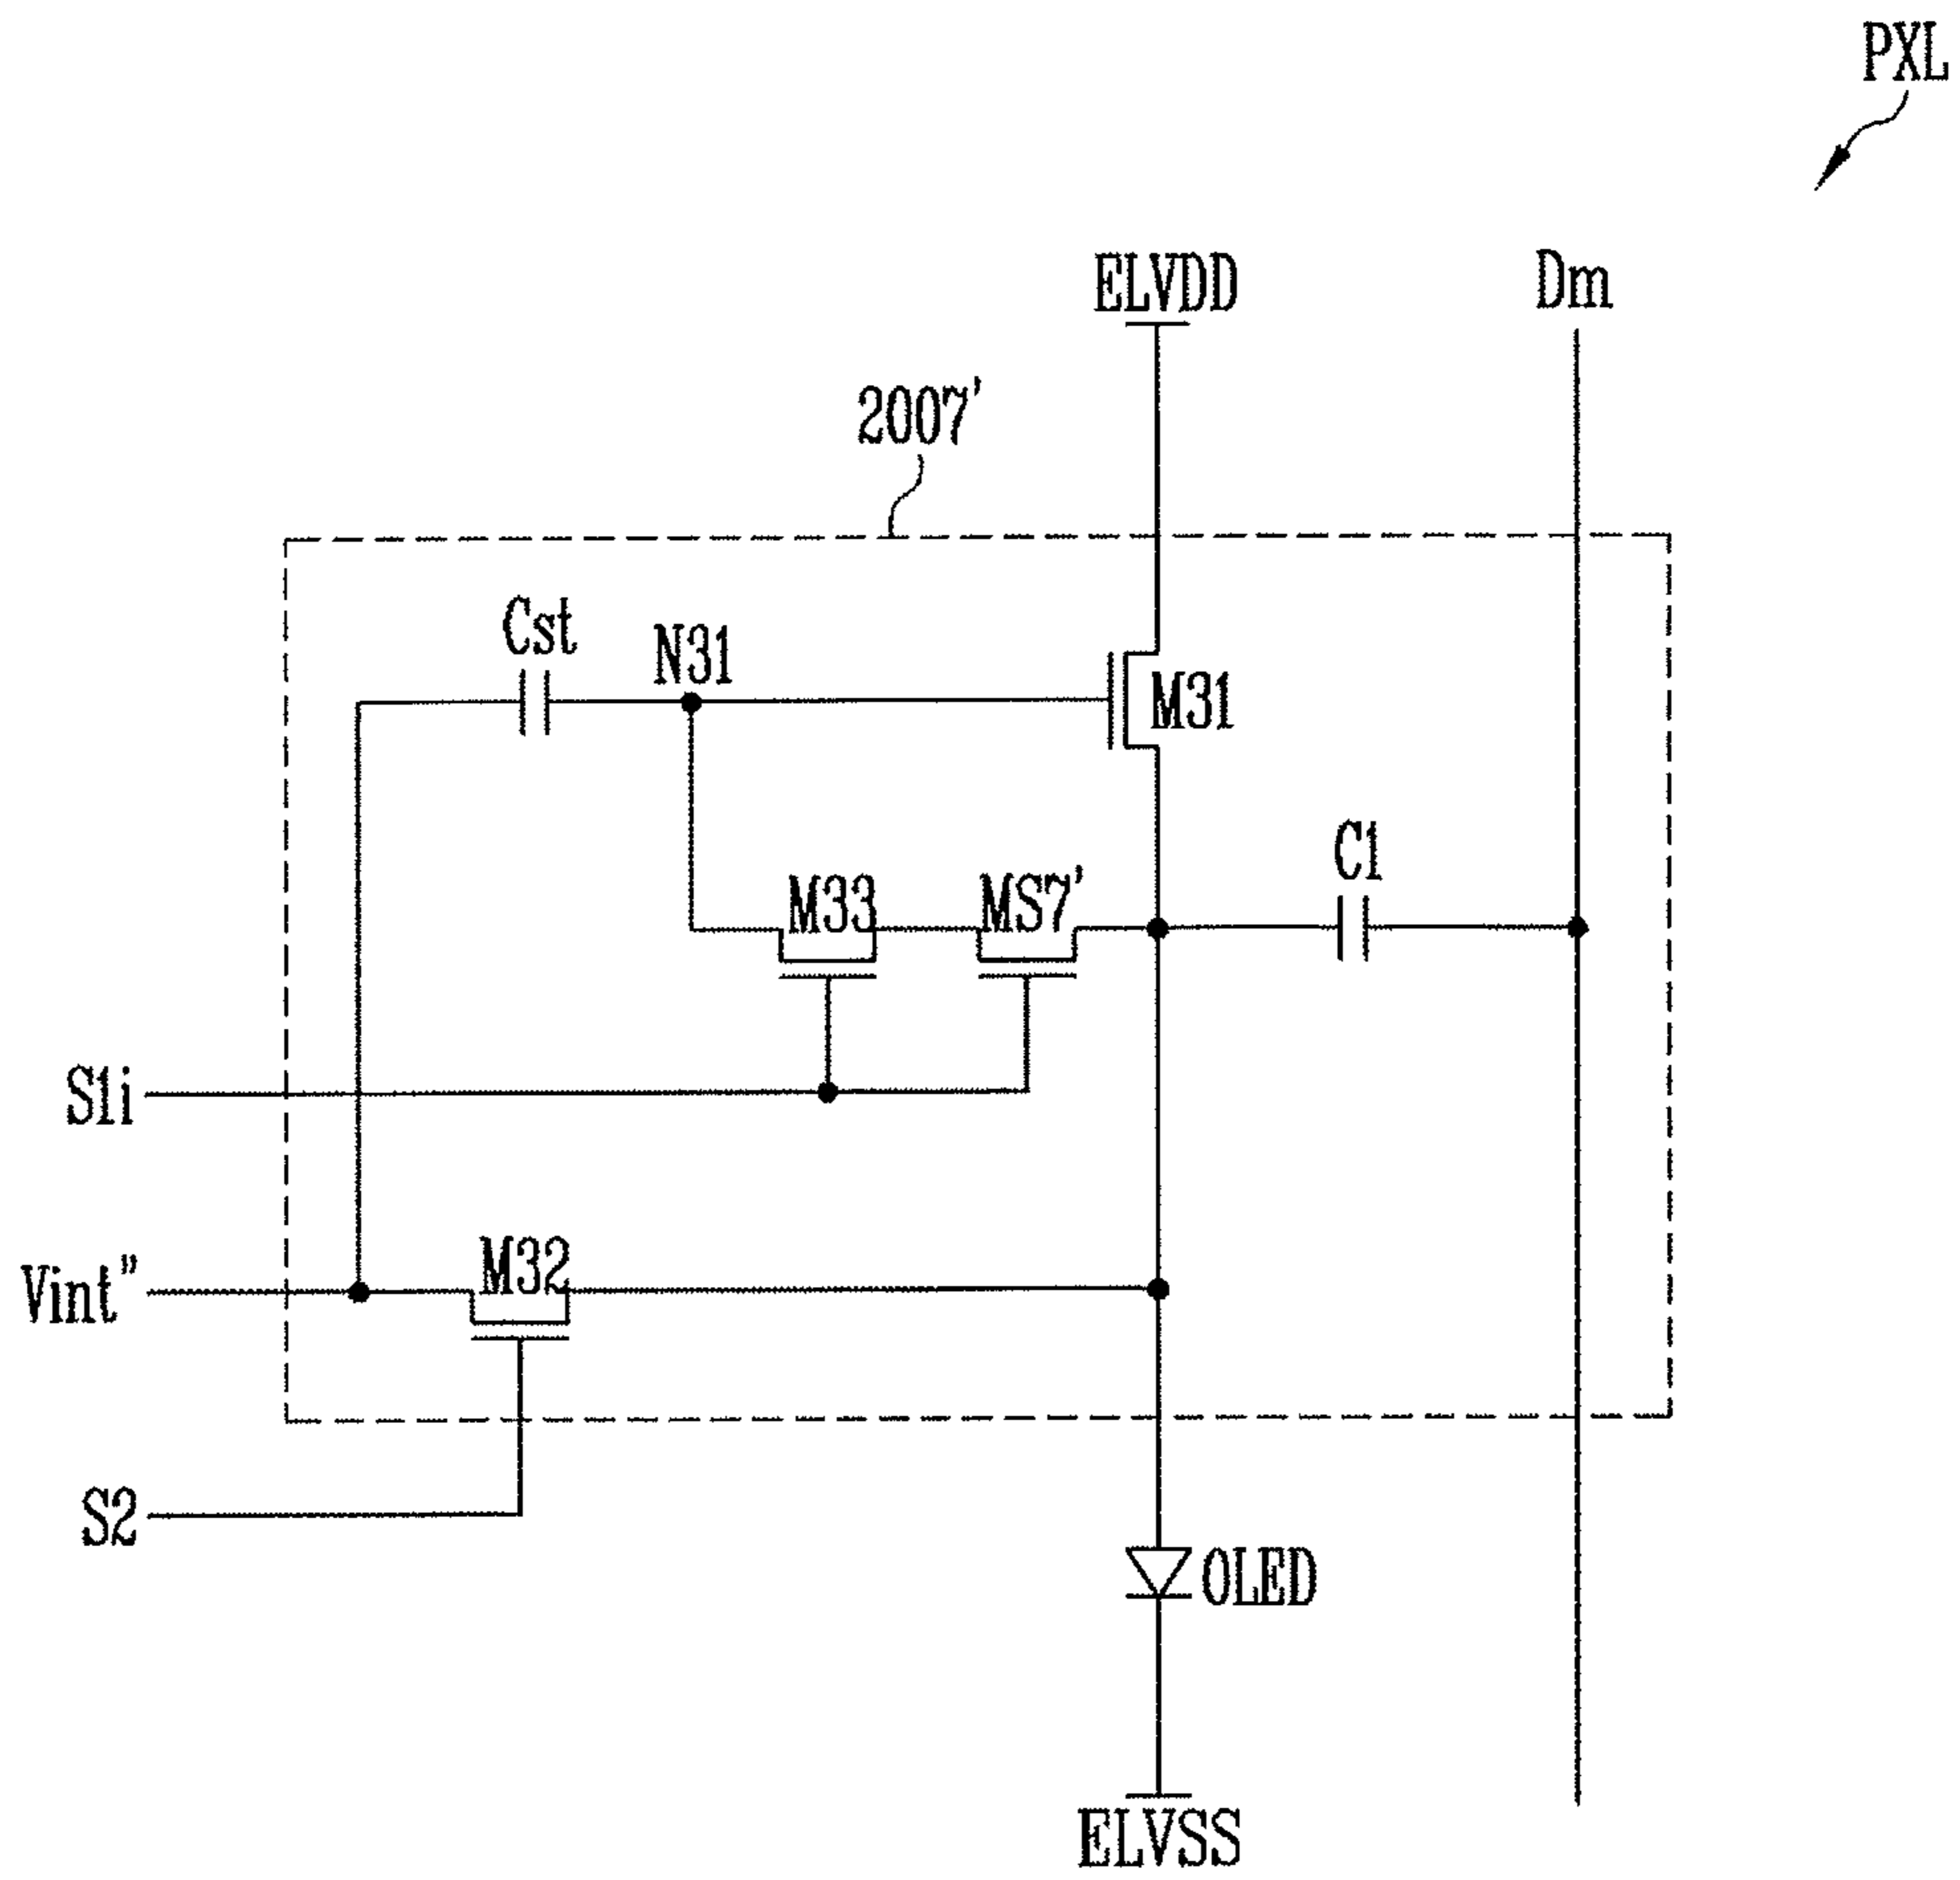 PXL
ELVDD
Dm
2007'
Cst
N31
M31
C1
M33
MS7'
S1i
Vint"
M32
S2
OLED
ELVSS